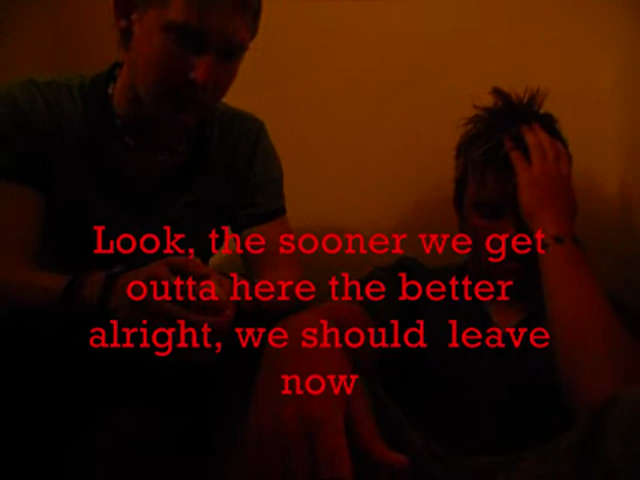 Look, the sooner we get
outta here the better
alright, we should leave
now